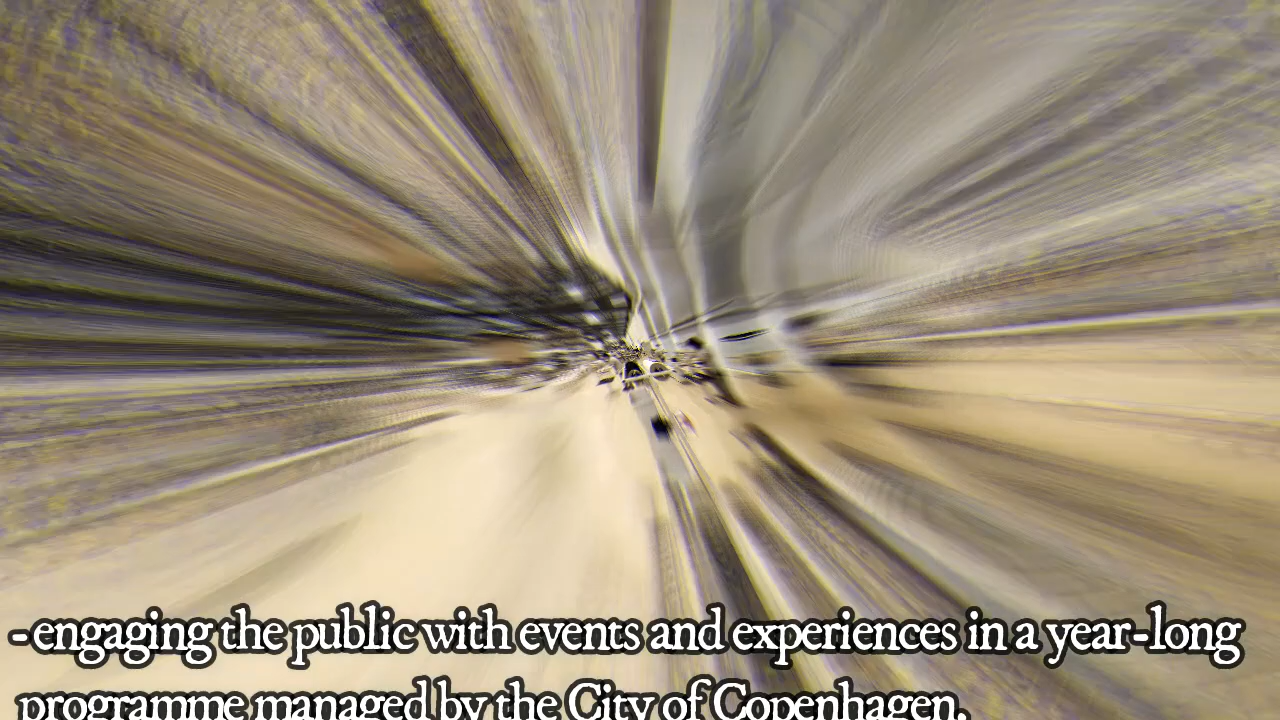 - engaging the public with events and experiences in a year-long
programme managed by the City of Copenhagen.